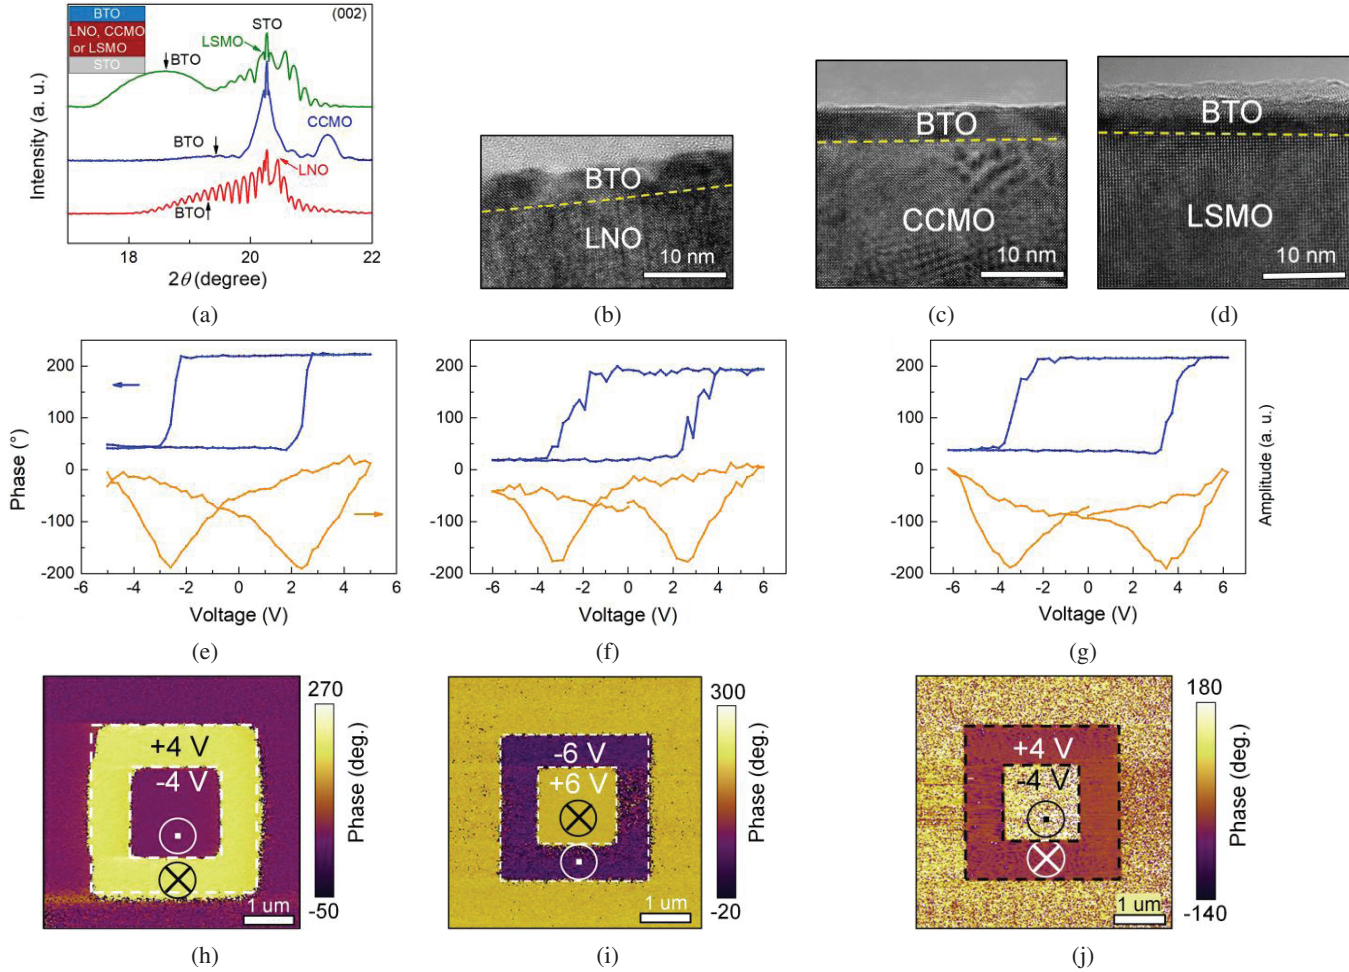 BTO
LNO, CCMO
or LSMO
STO
(002)
STO
LSMO
BTO
CCMO
BTO
LNO
BTO
Intensity (a. u.)
18 20 22
2θ (degree)
(a)
BTO
LNO
10 nm
(b)
BTO
CCMO
10 nm
(c)
BTO
LSMO
10 nm
(d)
200
100
0
-100
-200
Phase (°)
-6 -4 -2 0 2 4 6
Voltage (V)
(e)
200
100
0
-100
-200
-6 -4 -2 0 2 4 6
Voltage (V)
(f)
200
100
0
-100
-200
Amplitude (a. u.)
-6 -4 -2 0 2 4 6
Voltage (V)
(g)
+4 V
-4 V
1 um
270
Phase (deg.)
-50
(h)
-6 V
+6 V
1 um
300
Phase (deg.)
-20
(i)
+4 V
-4 V
1 um
180
Phase (deg.)
-140
(j)